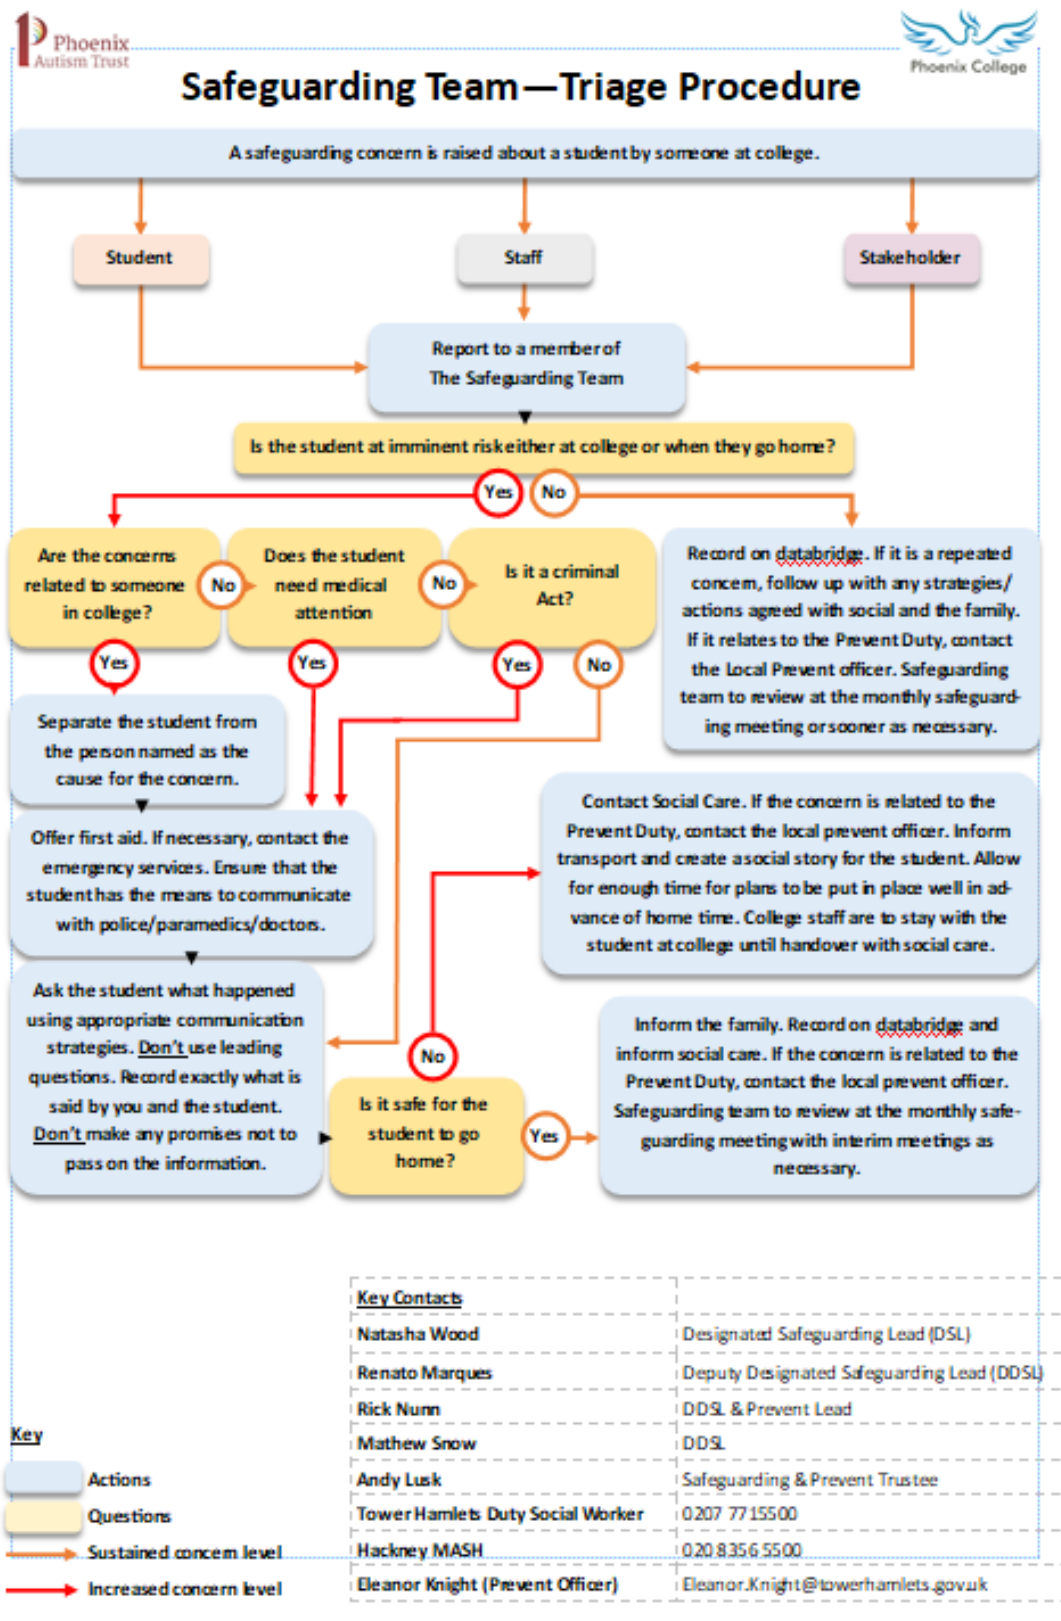 Phoenix
Autism Trust
Phoenix College
Safeguarding Team—Triage Procedure
A safeguarding concern is raised about a student by someone at college.
Student
Staff
Stakeholder
Report to a member of
The Safeguarding Team
Is the student at imminent risk either at college or when they go home?
Yes
No
Are the concerns
related to someone
in college?
No
Does the student
need medical
attention
No
Is it a criminal
Act?
Record on databridge. If it is a repeated
concern, follow up with any strategies/
actions agreed with social and the family.
If it relates to the Prevent Duty, contact
the Local Prevent officer. Safeguarding
team to review at the monthly safeguard-
ing meeting or sooner as necessary.
Yes
Yes
Yes
No
Separate the student from
the person named as the
cause for the concern.
Offer first aid. If necessary, contact the
emergency services. Ensure that the
student has the means to communicate
with police/paramedics/doctors.
Contact Social Care. If the concern is related to the
Prevent Duty, contact the local prevent officer. Inform
transport and create a social story for the student. Allow
for enough time for plans to be put in place well in ad-
vance of home time. College staff are to stay with the
student at college until handover with social care.
Ask the student what happened
using appropriate communication
strategies. Don't use leading
questions. Record exactly what is
said by you and the student.
Don't make any promises not to
pass on the information.
No
Is it safe for the
student to go
home?
Yes
Inform the family. Record on databridge and
inform social care. If the concern is related to the
Prevent Duty, contact the local prevent officer.
Safeguarding team to review at the monthly safe-
guarding meeting with interim meetings as
necessary.
Key Contacts
Natasha Wood Designated Safeguarding Lead (DSL)
Renato Marques Deputy Designated Safeguarding Lead (DDSL)
Rick Nunn DDSL & Prevent Lead
Mathew Snow DDSL
Andy Lusk Safeguarding & Prevent Trustee
Tower Hamlets Duty Social Worker 0207 7715500
Hackney MASH 020 8356 5500
Eleanor Knight (Prevent Officer) Eleanor.Knight@towerhamlets.gov.uk
Key
Actions
Questions
Sustained concern level
Increased concern level